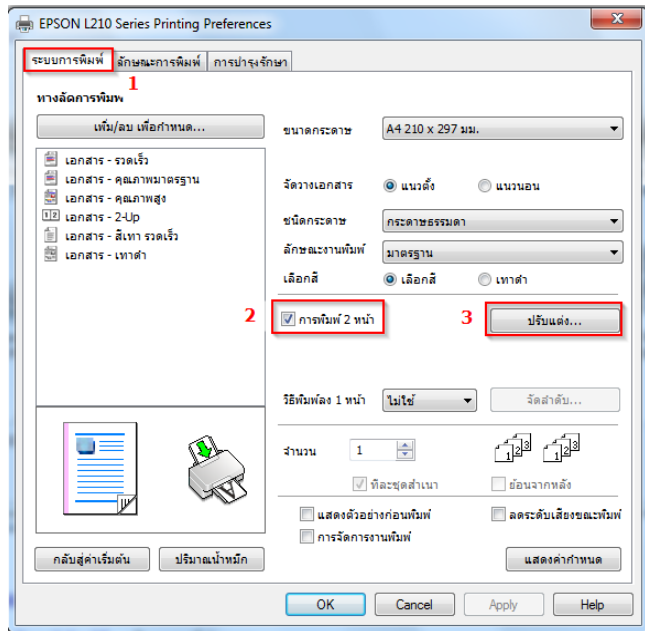 EPSON L210 Series Printing Preferences
ระบบการพิมพ์ ลักษณะการพิมพ์ การบำรุงรักษา
1
ทางลัดการพิมพ์
เพิ่ม/ลบ เพื่อกำหนด...
เอกสาร - รวดเร็ว
เอกสาร - คุณภาพมาตรฐาน
เอกสาร - คุณภาพสูง
เอกสาร - 2-Up
เอกสาร - สีเทา รวดเร็ว
เอกสาร - เทาดำ
ขนาดกระดาษ A4 210 x 297 มม.
จัดวางเอกสาร แนวตั้ง แนวนอน
ชนิดกระดาษ กระดาษธรรมดา
ลักษณะงานพิมพ์ มาตรฐาน
เลือกสี เลือกสี เทาดำ
2 การพิมพ์ 2 หน้า 3 ปรับแต่ง...
วิธีพิมพ์ลง 1 หน้า ไม่ใช้ จัดลำดับ...
จำนวน 1 1 2 3 1 2 3
ทีละชุดสำเนา ย้อนจากหลัง
แสดงตัวอย่างก่อนพิมพ์ ลดระดับเสียงขณะพิมพ์
การจัดการงานพิมพ์
กลับสู่ค่าเริ่มต้น ปริมาณน้ำหมึก แสดงค่ากำหนด
OK Cancel Apply Help